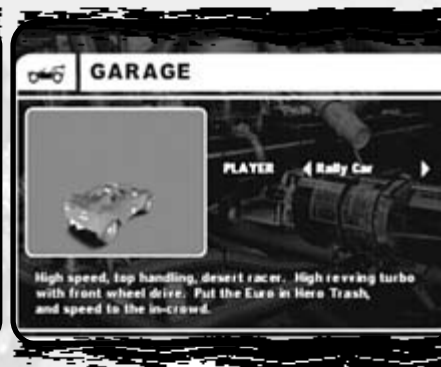 GARAGE
PLAYER Rally Car
High speed, top handling, desert racer. High revving turbo
with front wheel drive. Put the Euro in Hero Trash,
and speed to the in-crowd.